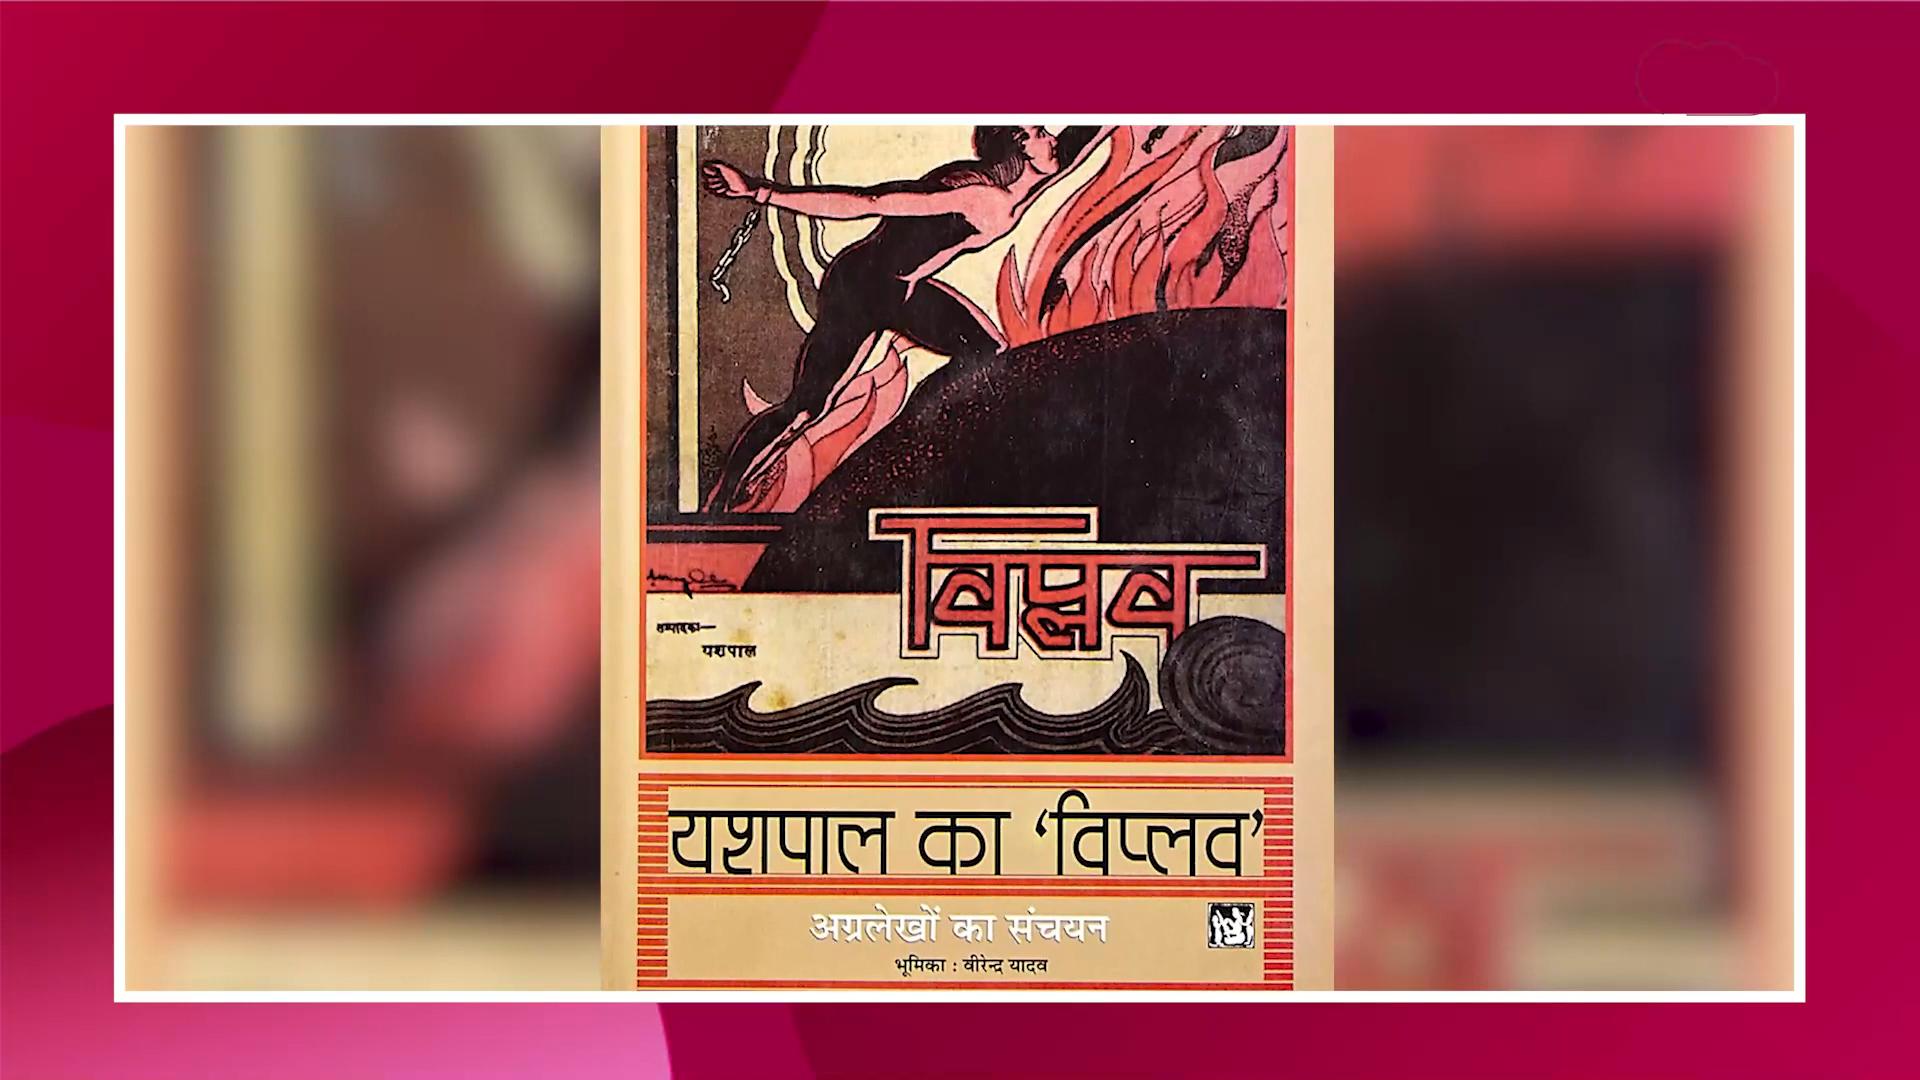 विप्लव
सम्पादक—
यशपाल
यशपाल का ‘विप्लव’
अग्रलेखों का संचयन
भूमिका : वीरेन्द्र यादव